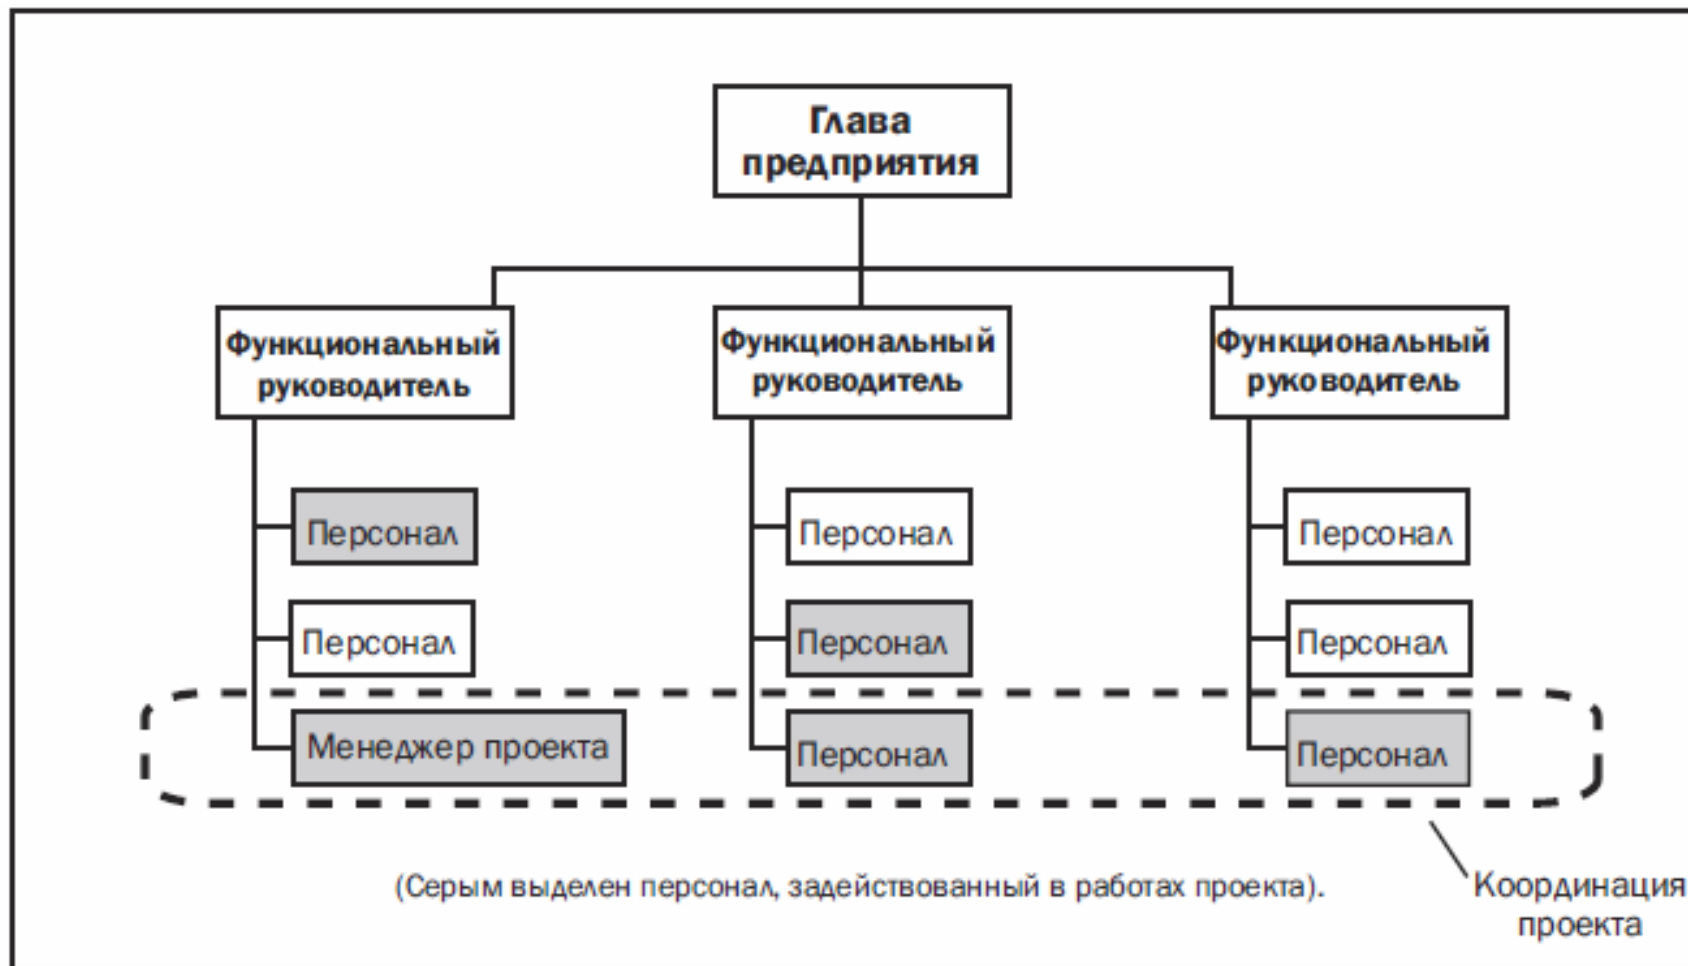 Глава
предприятия
Функциональный
руководитель
Функциональный
руководитель
Функциональный
руководитель
Персонал
Персонал
Персонал
Персонал
Персонал
Персонал
Менеджер проекта
Персонал
Персонал
(Серым выделен персонал, задействованный в работах проекта).
Координация
проекта